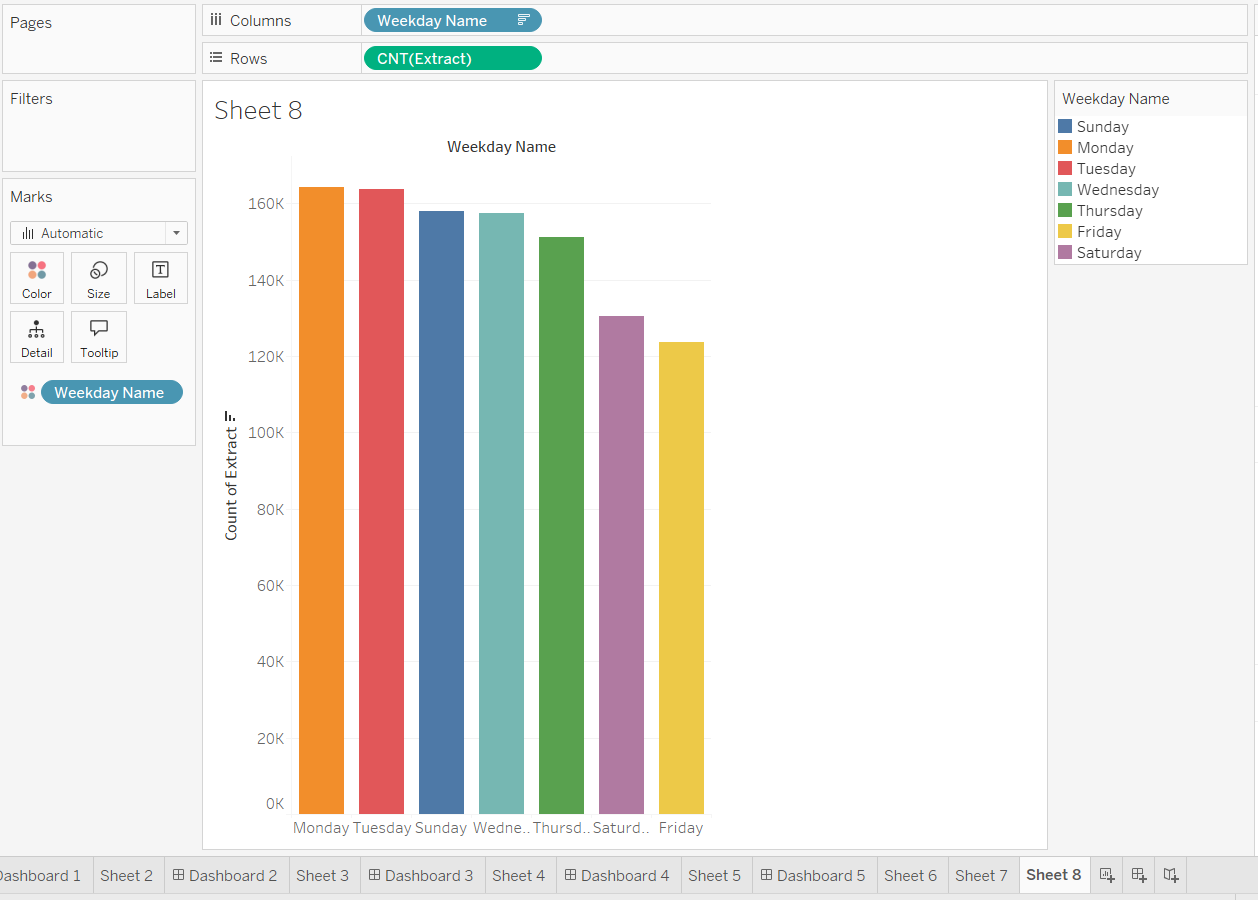 Pages
Columns
Weekday Name
Rows
CNT(Extract)
Filters
Marks
Automatic
Color
Size
Label
Detail
Tooltip
Weekday Name
Sheet 8
Weekday Name
Count of Extract
160K
140K
120K
100K
80K
60K
40K
20K
0K
Monday Tuesday Sunday Wedne.. Thursd.. Saturd.. Friday
Weekday Name
Sunday
Monday
Tuesday
Wednesday
Thursday
Friday
Saturday
Dashboard 1 Sheet 2 Dashboard 2 Sheet 3 Dashboard 3 Sheet 4 Dashboard 4 Sheet 5 Dashboard 5 Sheet 6 Sheet 7 Sheet 8